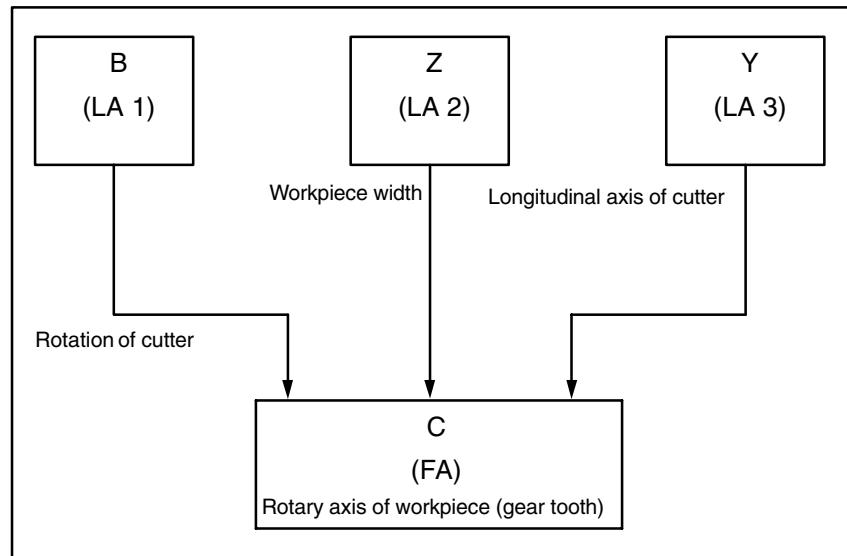 B
(LA 1)
Z
(LA 2)
Y
(LA 3)
Workpiece width
Longitudinal axis of cutter
Rotation of cutter
C
(FA)
Rotary axis of workpiece (gear tooth)